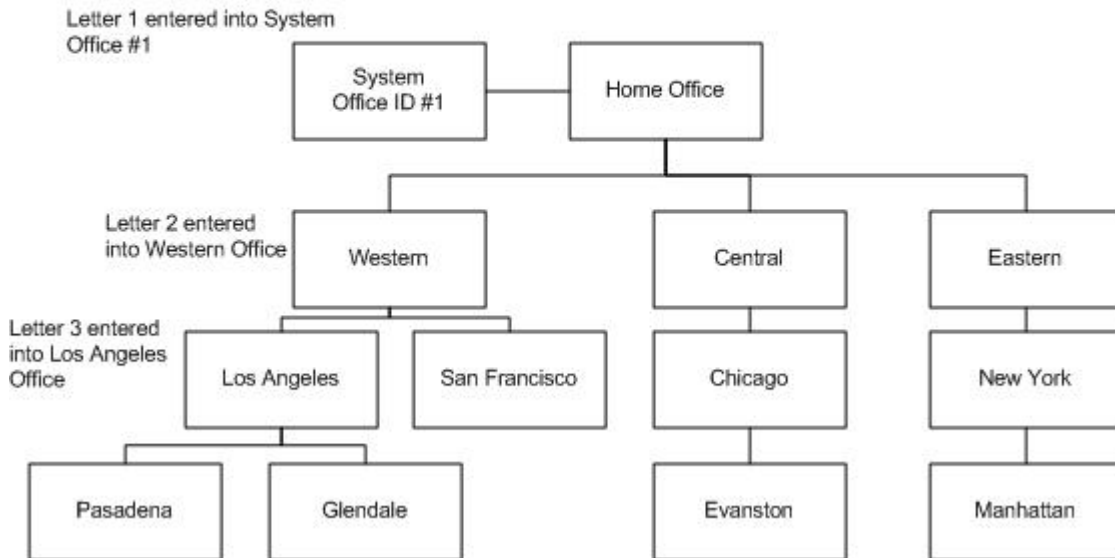 Letter 1 entered into System
Office #1
System
Office ID #1
Home Office
Letter 2 entered
into Western Office
Western
Central
Eastern
Letter 3 entered
into Los Angeles
Office
Los Angeles
San Francisco
Chicago
New York
Pasadena
Glendale
Evanston
Manhattan